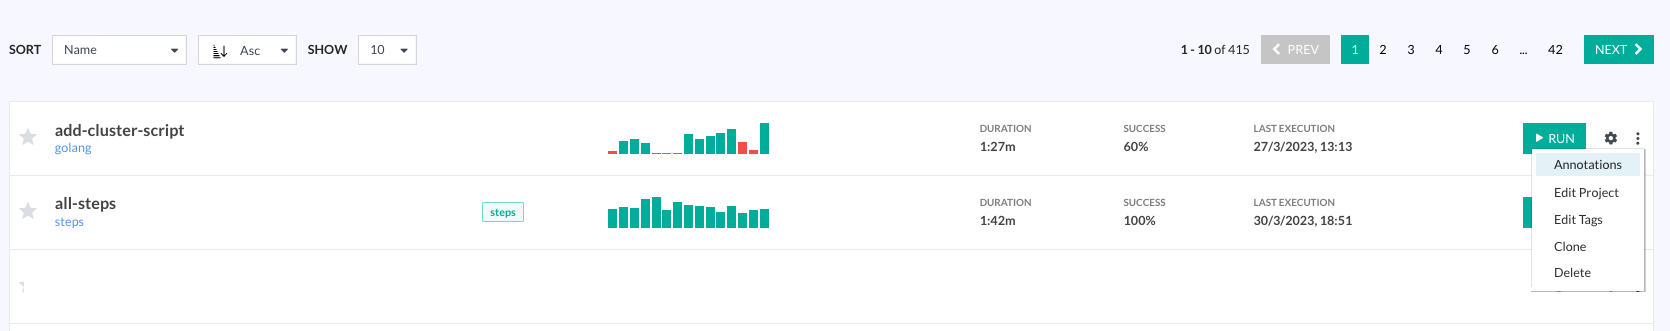 SORT Name Asc SHOW 10 1 - 10 of 415 PREV 1 2 3 4 5 6 ... 42 NEXT
add-cluster-script
golang
DURATION SUCCESS LAST EXECUTION
1:27m 60% 27/3/2023, 13:13
RUN
Annotations
Edit Project
Edit Tags
Clone
Delete
all-steps
steps
steps
DURATION SUCCESS LAST EXECUTION
1:42m 100% 30/3/2023, 18:51